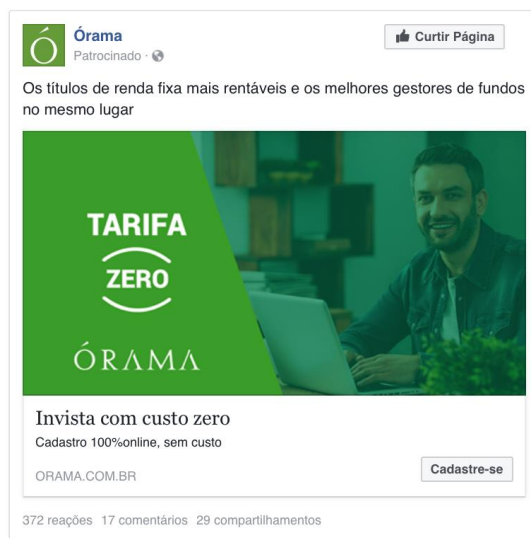 Órama
Patrocinado ·
Curtir Página
Os títulos de renda fixa mais rentáveis e os melhores gestores de fundos
no mesmo lugar
TARIFA
ZERO
ÓRAMA
Invista com custo zero
Cadastro 100%online, sem custo
ORAMA.COM.BR
Cadastre-se
372 reações 17 comentários 29 compartilhamentos